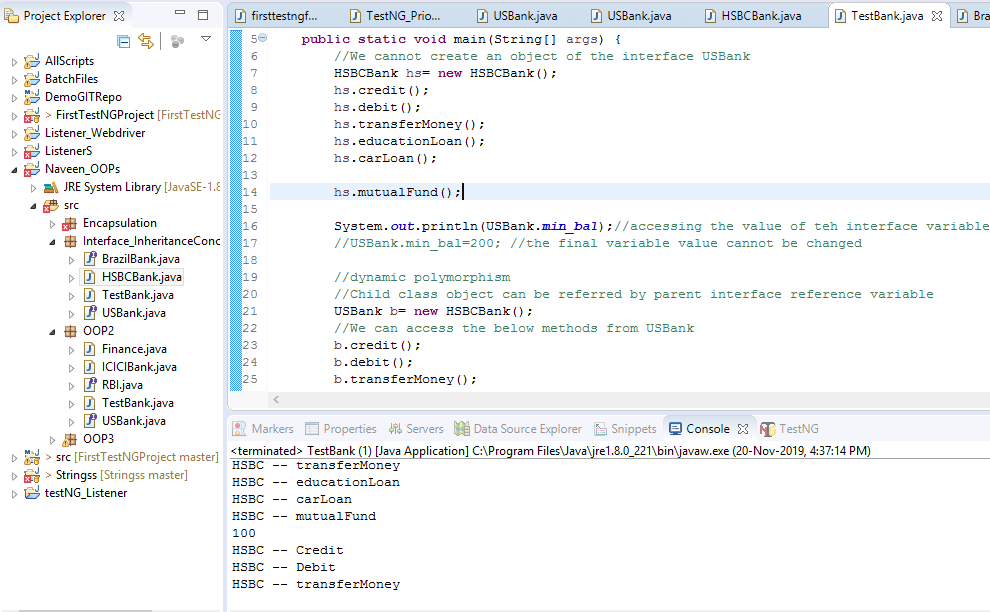 Project Explorer
AllScripts
BatchFiles
DemoGITRepo
> FirstTestNGProject [FirstTestNG
Listener_Webdriver
ListenerS
Naveen_OOPs
JRE System Library [JavaSE-1.8
src
Encapsulation
Interface_InheritanceConc
BrazilBank.java
HSBCBank.java
TestBank.java
USBank.java
OOP2
Finance.java
ICICIBank.java
RBI.java
TestBank.java
USBank.java
OOP3
> src [FirstTestNGProject master]
> Stringss [Stringss master]
testNG_Listener
firsttestngf... TestNG_Prio... USBank.java USBank.java HSBCBank.java TestBank.java Bra
5 public static void main(String[] args) {
6 //We cannot create an object of the interface USBank
7 HSBCBank hs= new HSBCBank();
8 hs.credit();
9 hs.debit();
10 hs.transferMoney();
11 hs.educationLoan();
12 hs.carLoan();
13
14 hs.mutualFund();
15
16 System.out.println(USBank.min_bal);//accessing the value of teh interface variable
17 //USBank.min_bal=200; //the final variable value cannot be changed
18
19 //dynamic polymorphism
20 //Child class object can be referred by parent interface reference variable
21 USBank b= new HSBCBank();
22 //We can access the below methods from USBank
23 b.credit();
24 b.debit();
25 b.transferMoney();
Markers Properties Servers Data Source Explorer Snippets Console TestNG
<terminated> TestBank (1) [Java Application] C:\Program Files\Java\jre1.8.0_221\bin\javaw.exe (20-Nov-2019, 4:37:14 PM)
HSBC -- transferMoney
HSBC -- educationLoan
HSBC -- carLoan
HSBC -- mutualFund
100
HSBC -- Credit
HSBC -- Debit
HSBC -- transferMoney